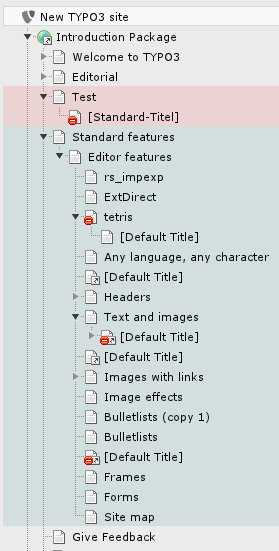 New TYPO3 site
Introduction Package
Welcome to TYPO3
Editorial
Test
[Standard-Titel]
Standard features
Editor features
rs_impexp
ExtDirect
tetris
[Default Title]
Any language, any character
[Default Title]
Headers
Text and images
[Default Title]
[Default Title]
Images with links
Image effects
Bulletlists (copy 1)
Bulletlists
[Default Title]
Frames
Forms
Site map
Give Feedback